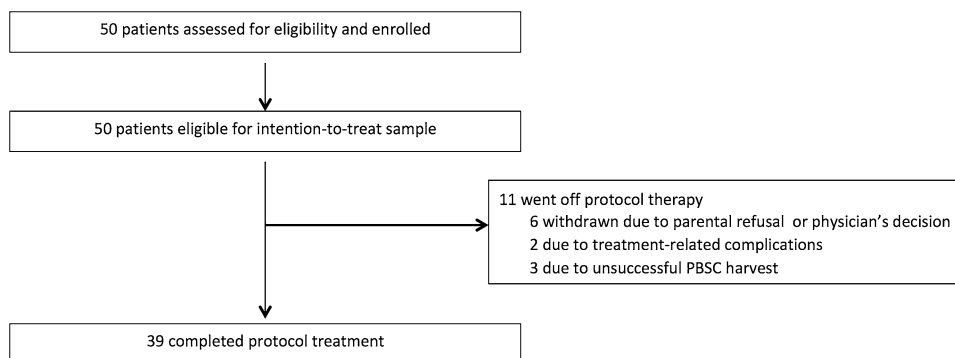 50 patients assessed for eligibility and enrolled
50 patients eligible for intention-to-treat sample
11 went off protocol therapy
6 withdrawn due to parental refusal or physician's decision
2 due to treatment-related complications
3 due to unsuccessful PBSC harvest
39 completed protocol treatment